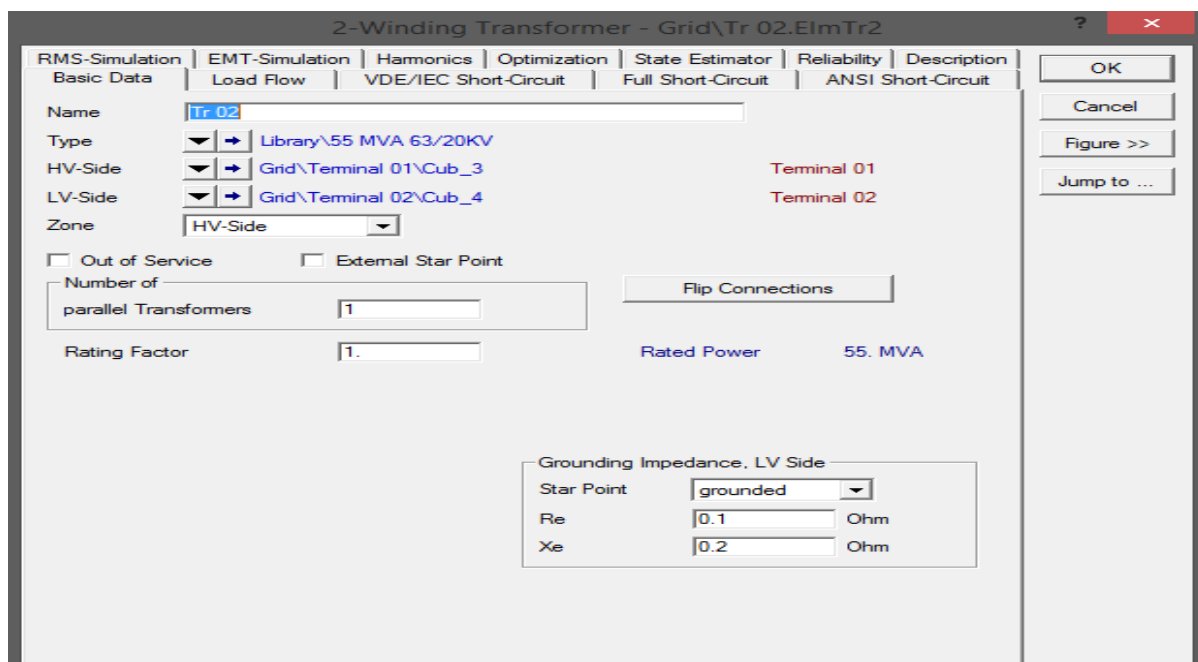 2-Winding Transformer - Grid\Tr 02.ElmTr2 ?
RMS-Simulation EMT-Simulation Harmonics Optimization State Estimator Reliability Description
Basic Data Load Flow VDE/IEC Short-Circuit Full Short-Circuit ANSI Short-Circuit
OK
Name Tr 02
Cancel
Type Library\55 MVA 63/20KV
Figure >>
HV-Side Grid\Terminal 01\Cub_3 Terminal 01
Jump to ...
LV-Side Grid\Terminal 02\Cub_4 Terminal 02
Zone HV-Side
Out of Service External Star Point
Number of
Flip Connections
parallel Transformers 1
Rating Factor 1. Rated Power 55. MVA
Grounding Impedance, LV Side
Star Point grounded
Re 0.1 Ohm
Xe 0.2 Ohm